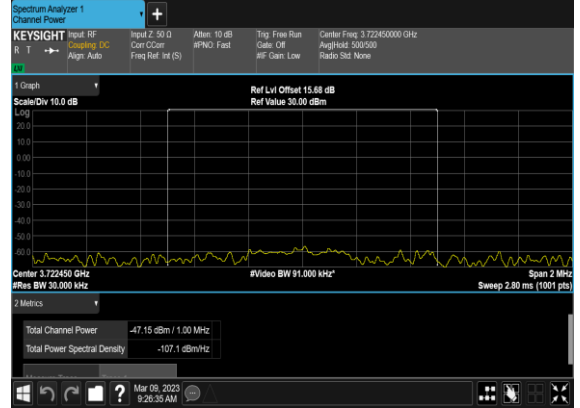 Spectrum Analyzer 1
Channel Power
+
KEYSIGHT
R T
LXI
Input: RF
Coupling: DC
Align: Auto
Input Z: 50 Ω
Corr CCorr
Freq Ref: Int (S)
Atten: 10 dB
#PNO: Fast
Trig: Free Run
Gate: Off
#IF Gain: Low
Center Freq: 3.722450000 GHz
Avg|Hold: 500/500
Radio Std: None
1 Graph
Scale/Div 10.0 dB
Ref Lvl Offset 15.68 dB
Ref Value 30.00 dBm
Log
20.0
10.0
0.00
-10.0
-20.0
-30.0
-40.0
-50.0
-60.0
Center 3.722450 GHz
#Res BW 30.000 kHz
#Video BW 91.000 kHz*
Span 2 MHz
Sweep 2.80 ms (1001 pts)
2 Metrics
Total Channel Power -47.15 dBm / 1.00 MHz
Total Power Spectral Density -107.1 dBm/Hz
?
Mar 09, 2023
9:26:35 AM